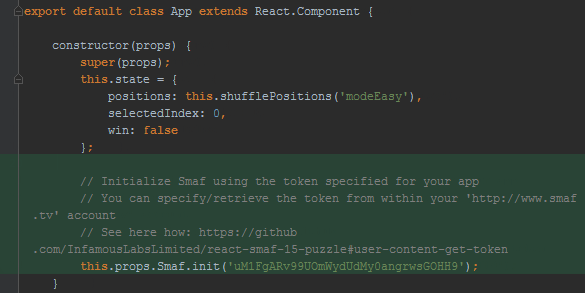 export default class App extends React.Component {
constructor(props) {
super(props);
this.state = {
positions: this.shufflePositions('modeEasy'),
selectedIndex: 0,
win: false
};
// Initialize Smaf using the token specified for your app
// You can specify/retrieve the token from within your 'http://www.smaf
.tv' account
// See here how: https://github
.com/InfamousLabsLimited/react-smaf-15-puzzle#user-content-get-token
this.props.Smaf.init('uM1FgARv99UOmWydUdMy0angrwsGOHH9');
}